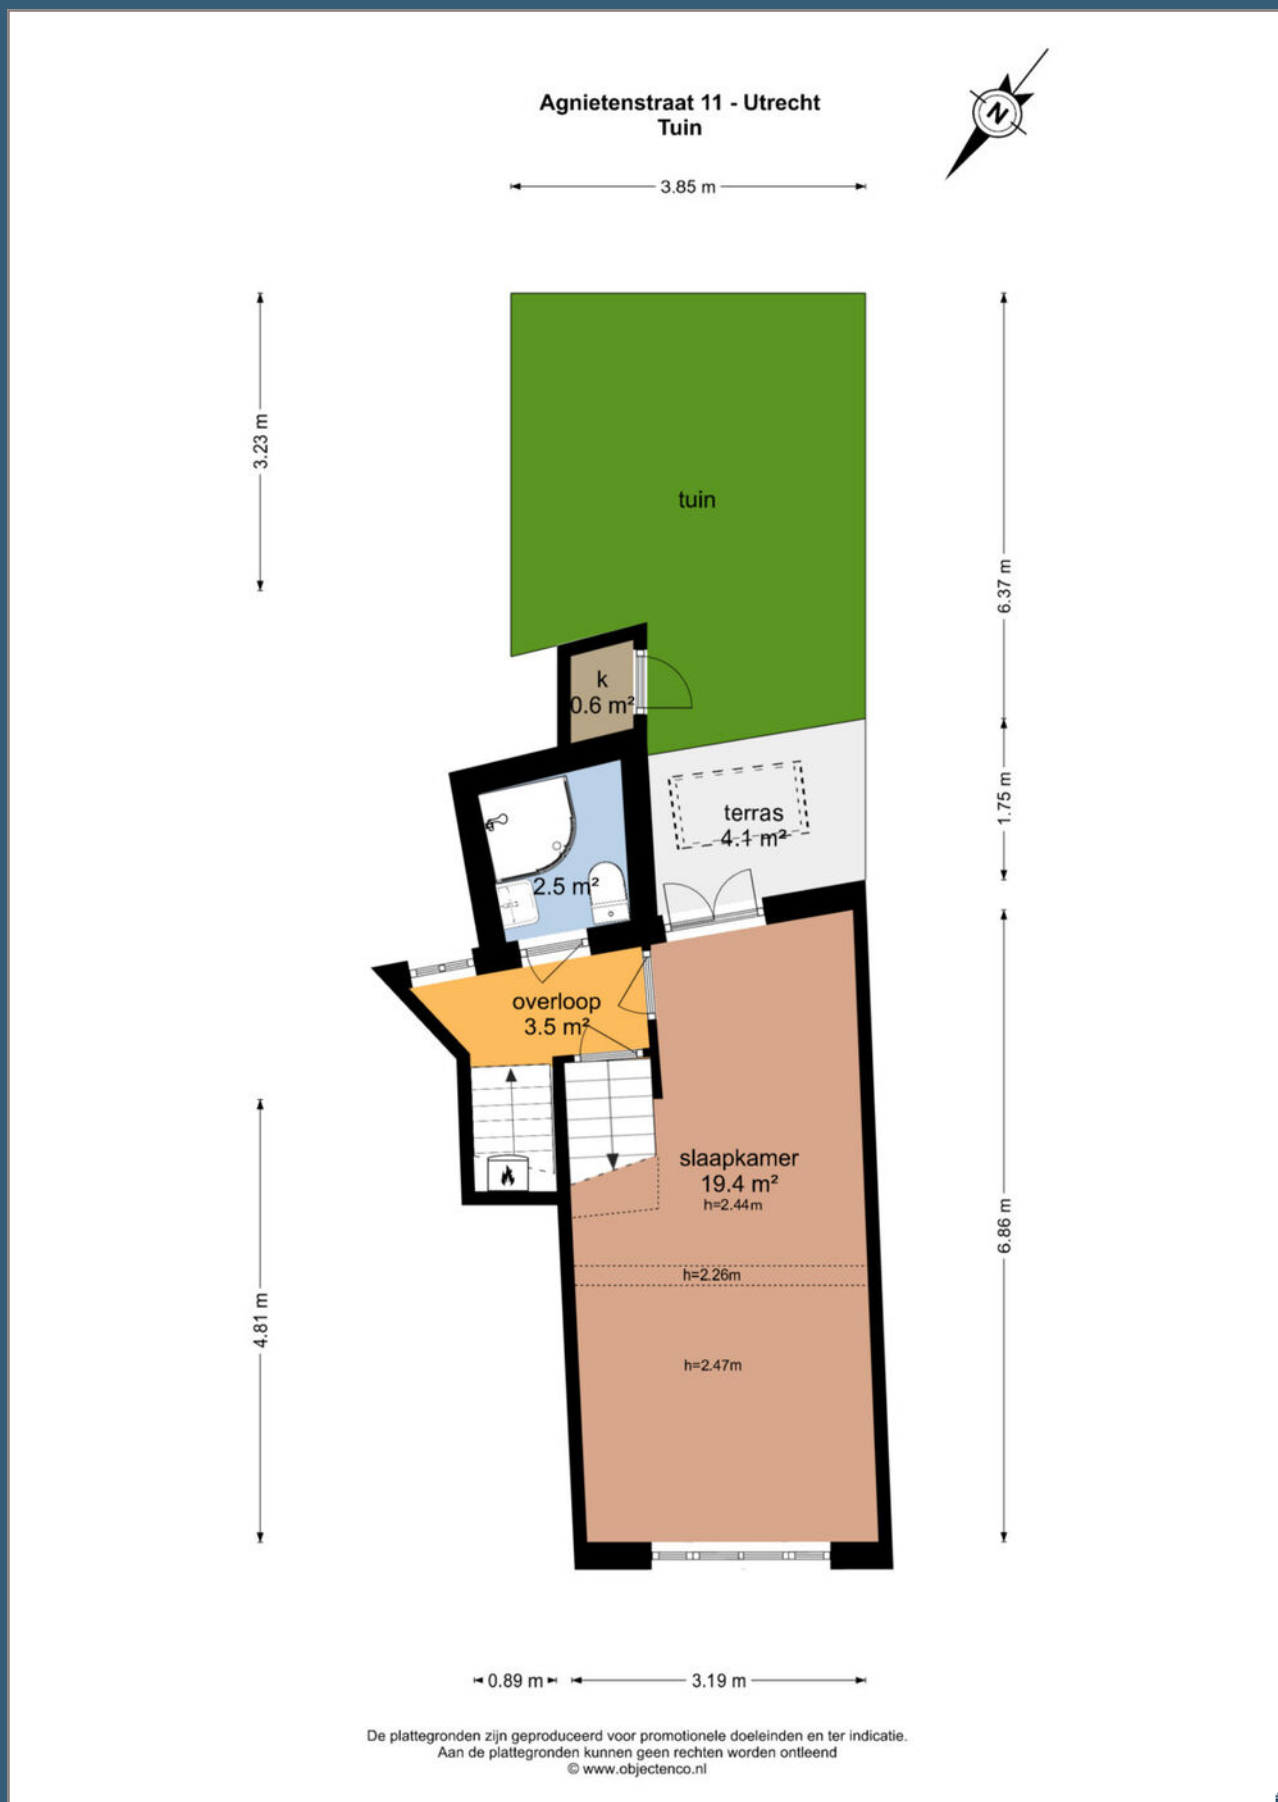 Agnietenstraat 11 - Utrecht
Tuin
N
3.85 m
3.23 m
tuin
6.37 m
k
0.6 m²
1.75 m
terras
4.1 m²
2.5 m²
overloop
3.5 m²
slaapkamer
19.4 m²
h=2.44m
6.86 m
h=2.26m
4.81 m
h=2.47m
0.89 m
3.19 m
De plattegronden zijn geproduceerd voor promotionele doeleinden en ter indicatie.
Aan de plattegronden kunnen geen rechten worden ontleend
© www.objectenco.nl